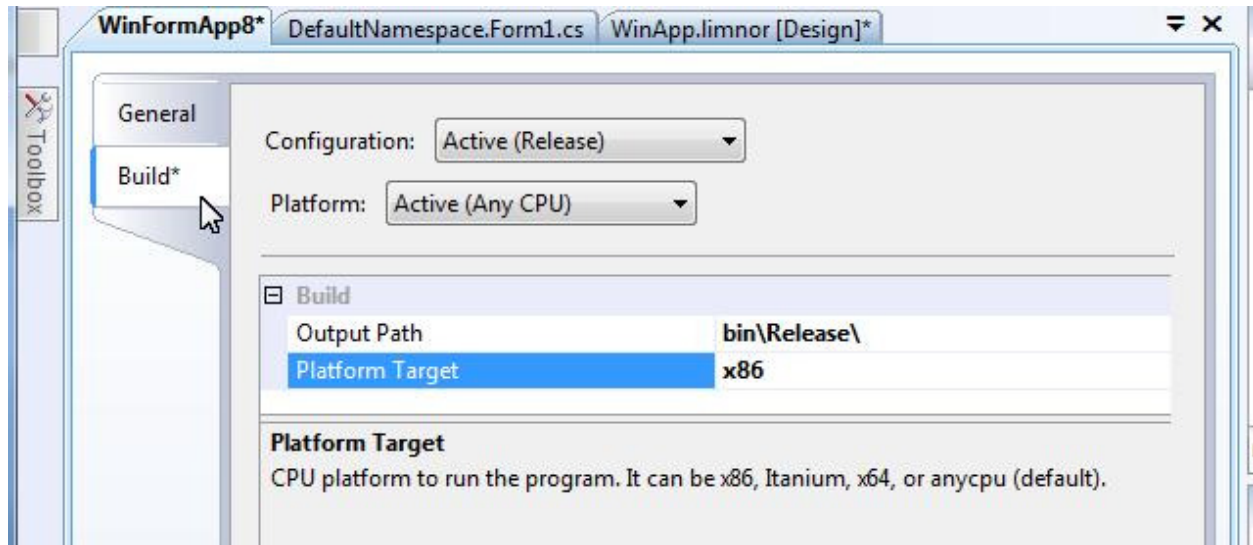 WinFormApp8* DefaultNamespace.Form1.cs WinApp.limnor [Design]*
Toolbox
General
Build*
Configuration: Active (Release)
Platform: Active (Any CPU)
Build
Output Path bin\Release\
Platform Target x86
Platform Target
CPU platform to run the program. It can be x86, Itanium, x64, or anycpu (default).